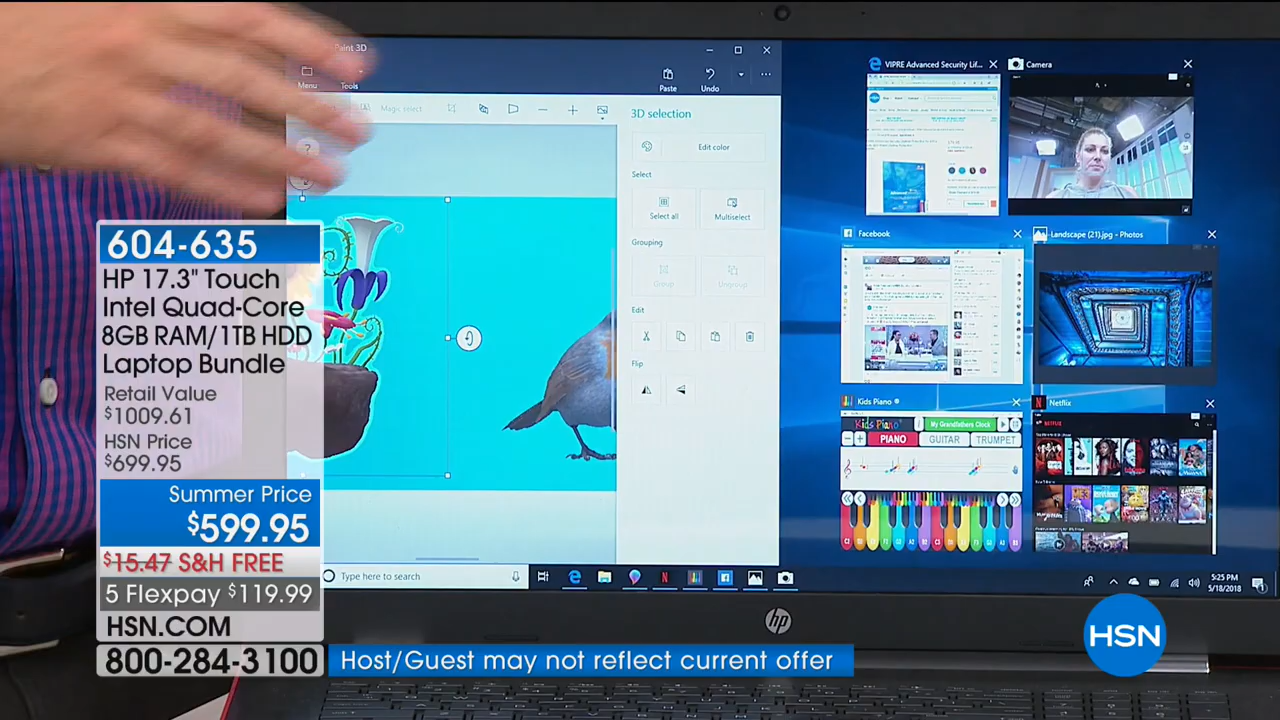 Paint 3D
Menu
Tools
Paste
Undo
Magic select
3D selection
Edit color
Select
Select all
Multiselect
Grouping
Group
Ungroup
Edit
Flip
VIPRE Advanced Security Lif...
Camera
Facebook
Landscape (21).jpg - Photos
Kids Piano
Netflix
Kids Piano
My Grandfathers Clock
PIANO
GUITAR
TRUMPET
NETFLIX
Type here to search
5:25 PM
5/18/2018
hp
604-635
HP 17.3" Touch
Intel Quad-Core
8GB RAM/1TB HDD
Laptop Bundle
Retail Value
$1009.61
HSN Price
$699.95
Summer Price
$599.95
$15.47 S&H FREE
5 Flexpay $119.99
HSN.COM
800-284-3100
Host/Guest may not reflect current offer
HSN